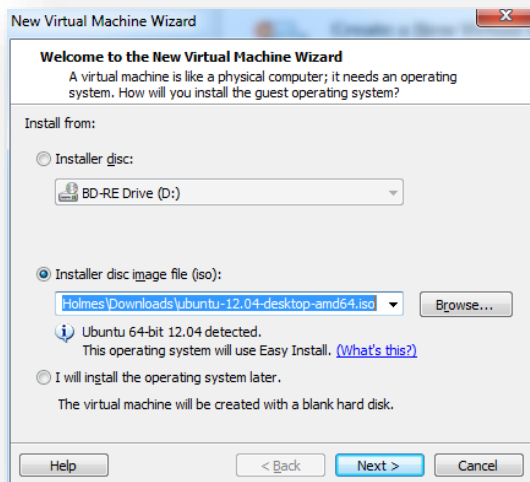 New Virtual Machine Wizard
Welcome to the New Virtual Machine Wizard
A virtual machine is like a physical computer; it needs an operating
system. How will you install the guest operating system?
Install from:
Installer disc:
BD-RE Drive (D:)
Installer disc image file (iso):
Holmes\Downloads\ubuntu-12.04-desktop-amd64.iso
Browse...
Ubuntu 64-bit 12.04 detected.
This operating system will use Easy Install. (What's this?)
I will install the operating system later.
The virtual machine will be created with a blank hard disk.
Help
< Back
Next >
Cancel